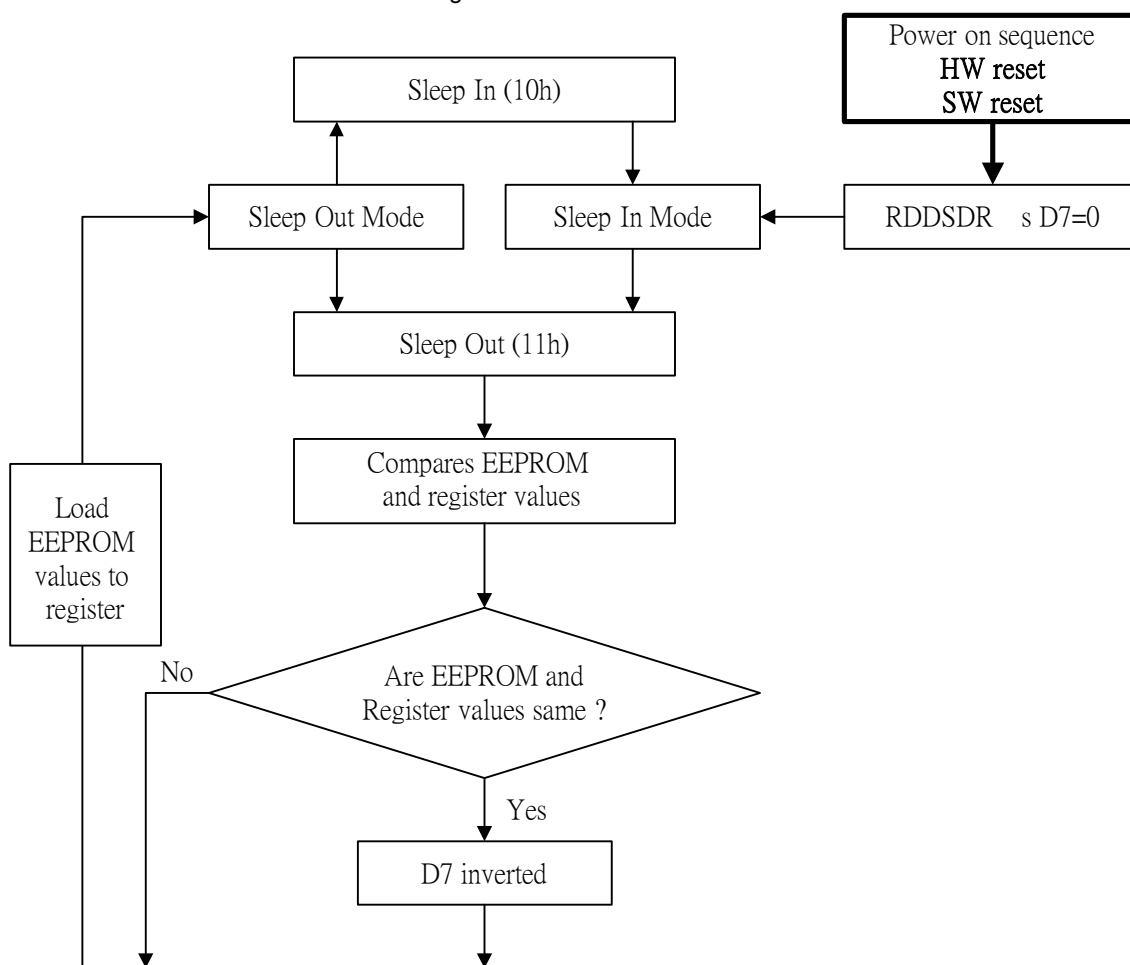 Power on sequence
HW reset
SW reset
Sleep In (10h)
Sleep Out Mode
Sleep In Mode
RDDSDR s D7=0
Sleep Out (11h)
Compares EEPROM
and register values
Load
EEPROM
values to
register
No
Are EEPROM and
Register values same ?
Yes
D7 inverted